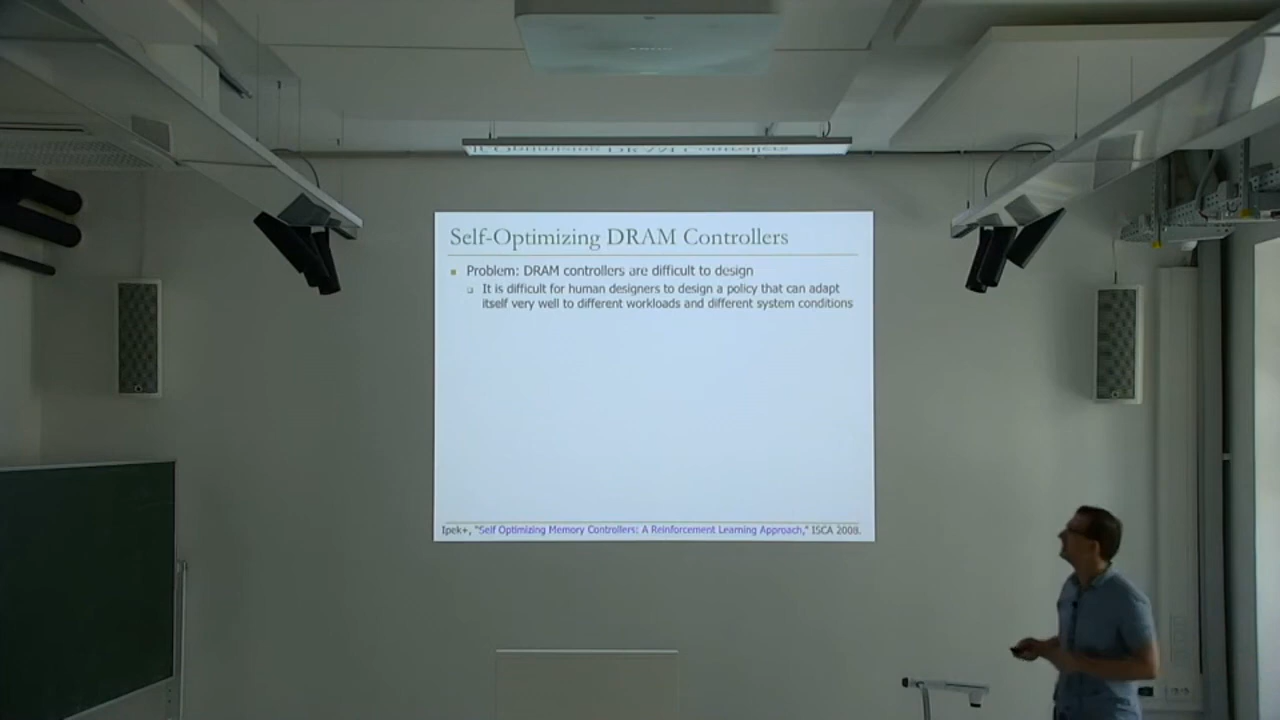 Self-Optimizing DRAM Controllers
Problem: DRAM controllers are difficult to design
It is difficult for human designers to design a policy that can adapt
itself very well to different workloads and different system conditions
Ipek+, "Self Optimizing Memory Controllers: A Reinforcement Learning Approach," ISCA 2008.